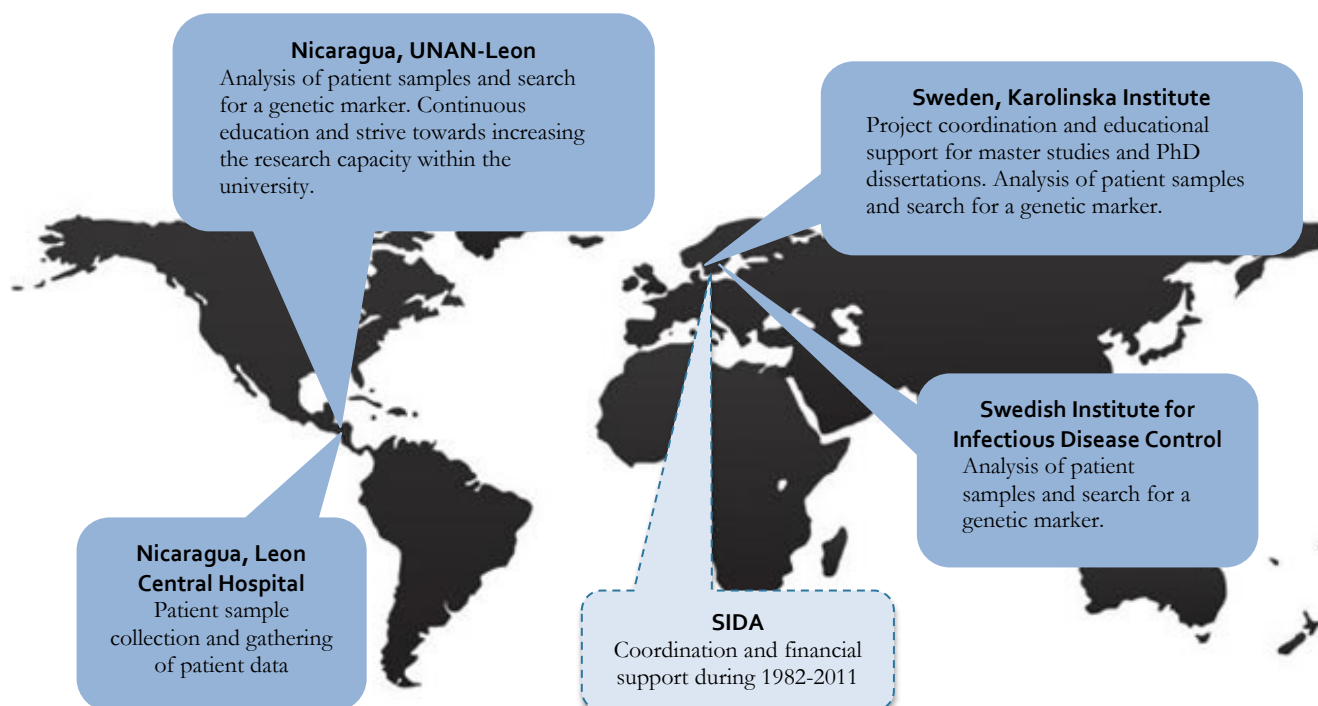 Nicaragua, UNAN-Leon
Analysis of patient samples and search
for a genetic marker. Continuous
education and strive towards increasing
the research capacity within the
university.
Sweden, Karolinska Institute
Project coordination and educational
support for master studies and PhD
dissertations. Analysis of patient samples
and search for a genetic marker.
Swedish Institute for
Infectious Disease Control
Analysis of patient
samples and search for a
genetic marker.
Nicaragua, Leon
Central Hospital
Patient sample
collection and gathering
of patient data
SIDA
Coordination and financial
support during 1982-2011